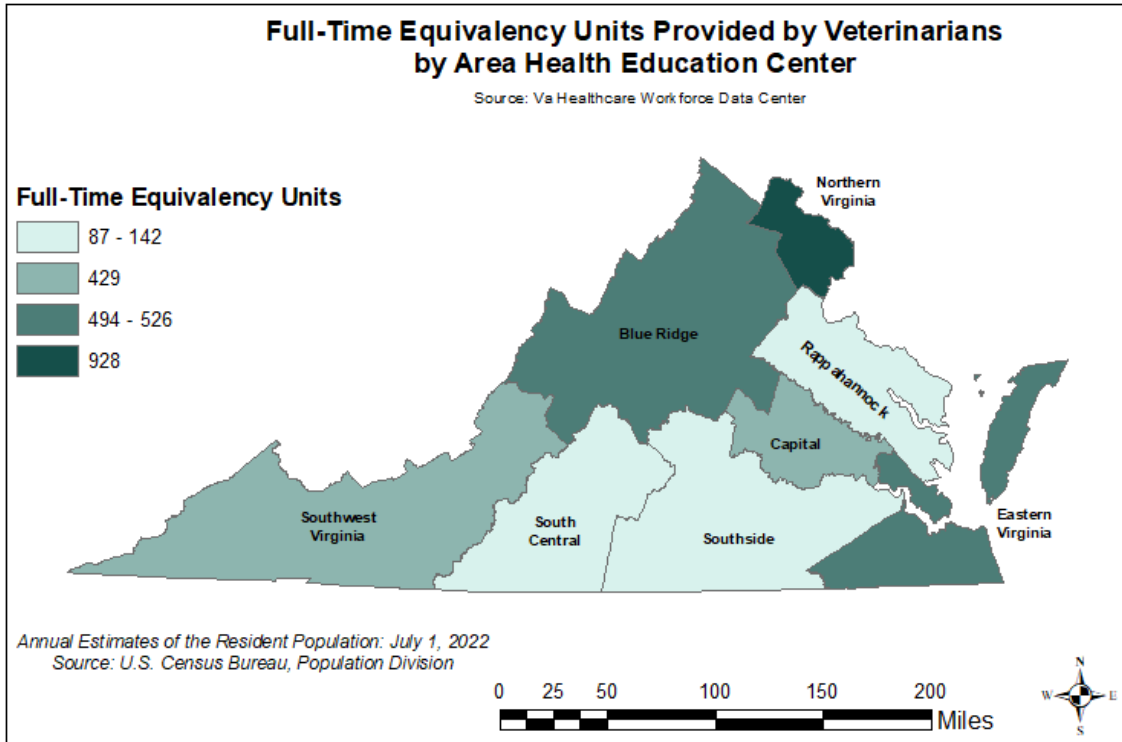 Full-Time Equivalency Units Provided by Veterinarians
by Area Health Education Center
Source: Va Healthcare Workforce Data Center
Full-Time Equivalency Units
87 - 142
429
494 - 526
928
Northern
Virginia
Blue Ridge
Rappahannock
Capital
Southwest
Virginia
South
Central
Southside
Eastern
Virginia
Annual Estimates of the Resident Population: July 1, 2022
Source: U.S. Census Bureau, Population Division
0 25 50 100 150 200
Miles
N
W E
S